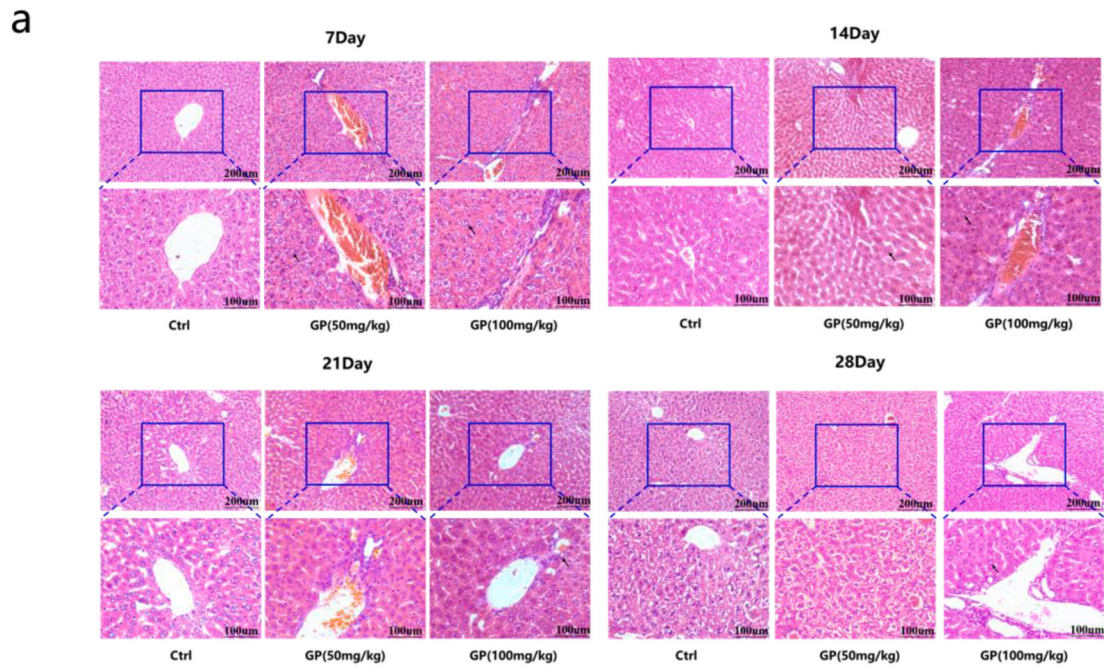 a
7Day
14Day
200um 200um 200um 200um 200um 200um
100um 100um 100um 100um 100um 100um
Ctrl GP(50mg/kg) GP(100mg/kg) Ctrl GP(50mg/kg) GP(100mg/kg)
21Day
28Day
200um 200um 200um 200um 200um 200um
100um 100um 100um 100um 100um 100um
Ctrl GP(50mg/kg) GP(100mg/kg) Ctrl GP(50mg/kg) GP(100mg/kg)